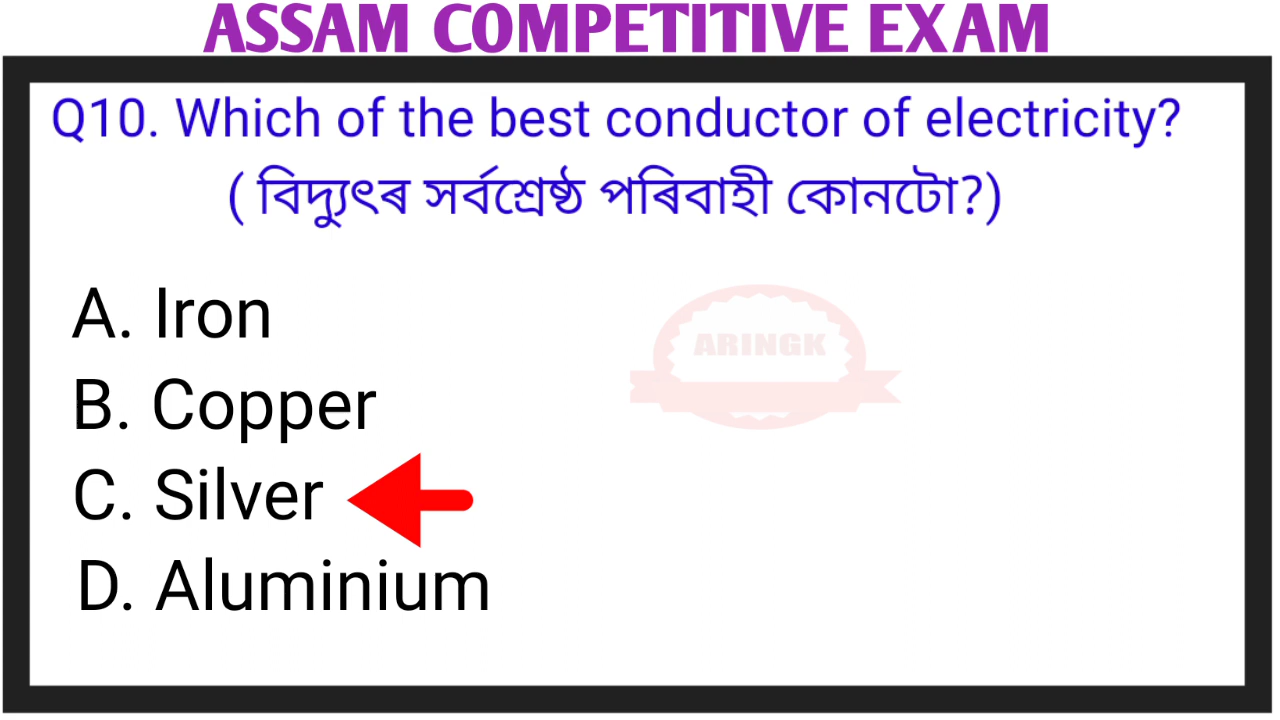 ASSAM COMPETITIVE EXAM
Q10. Which of the best conductor of electricity?
( বিদ্যুৎৰ সৰ্বশ্ৰেষ্ঠ পৰিবাহী কোনটো?)
A. Iron
ARINGK
B. Copper
C. Silver
D. Aluminium